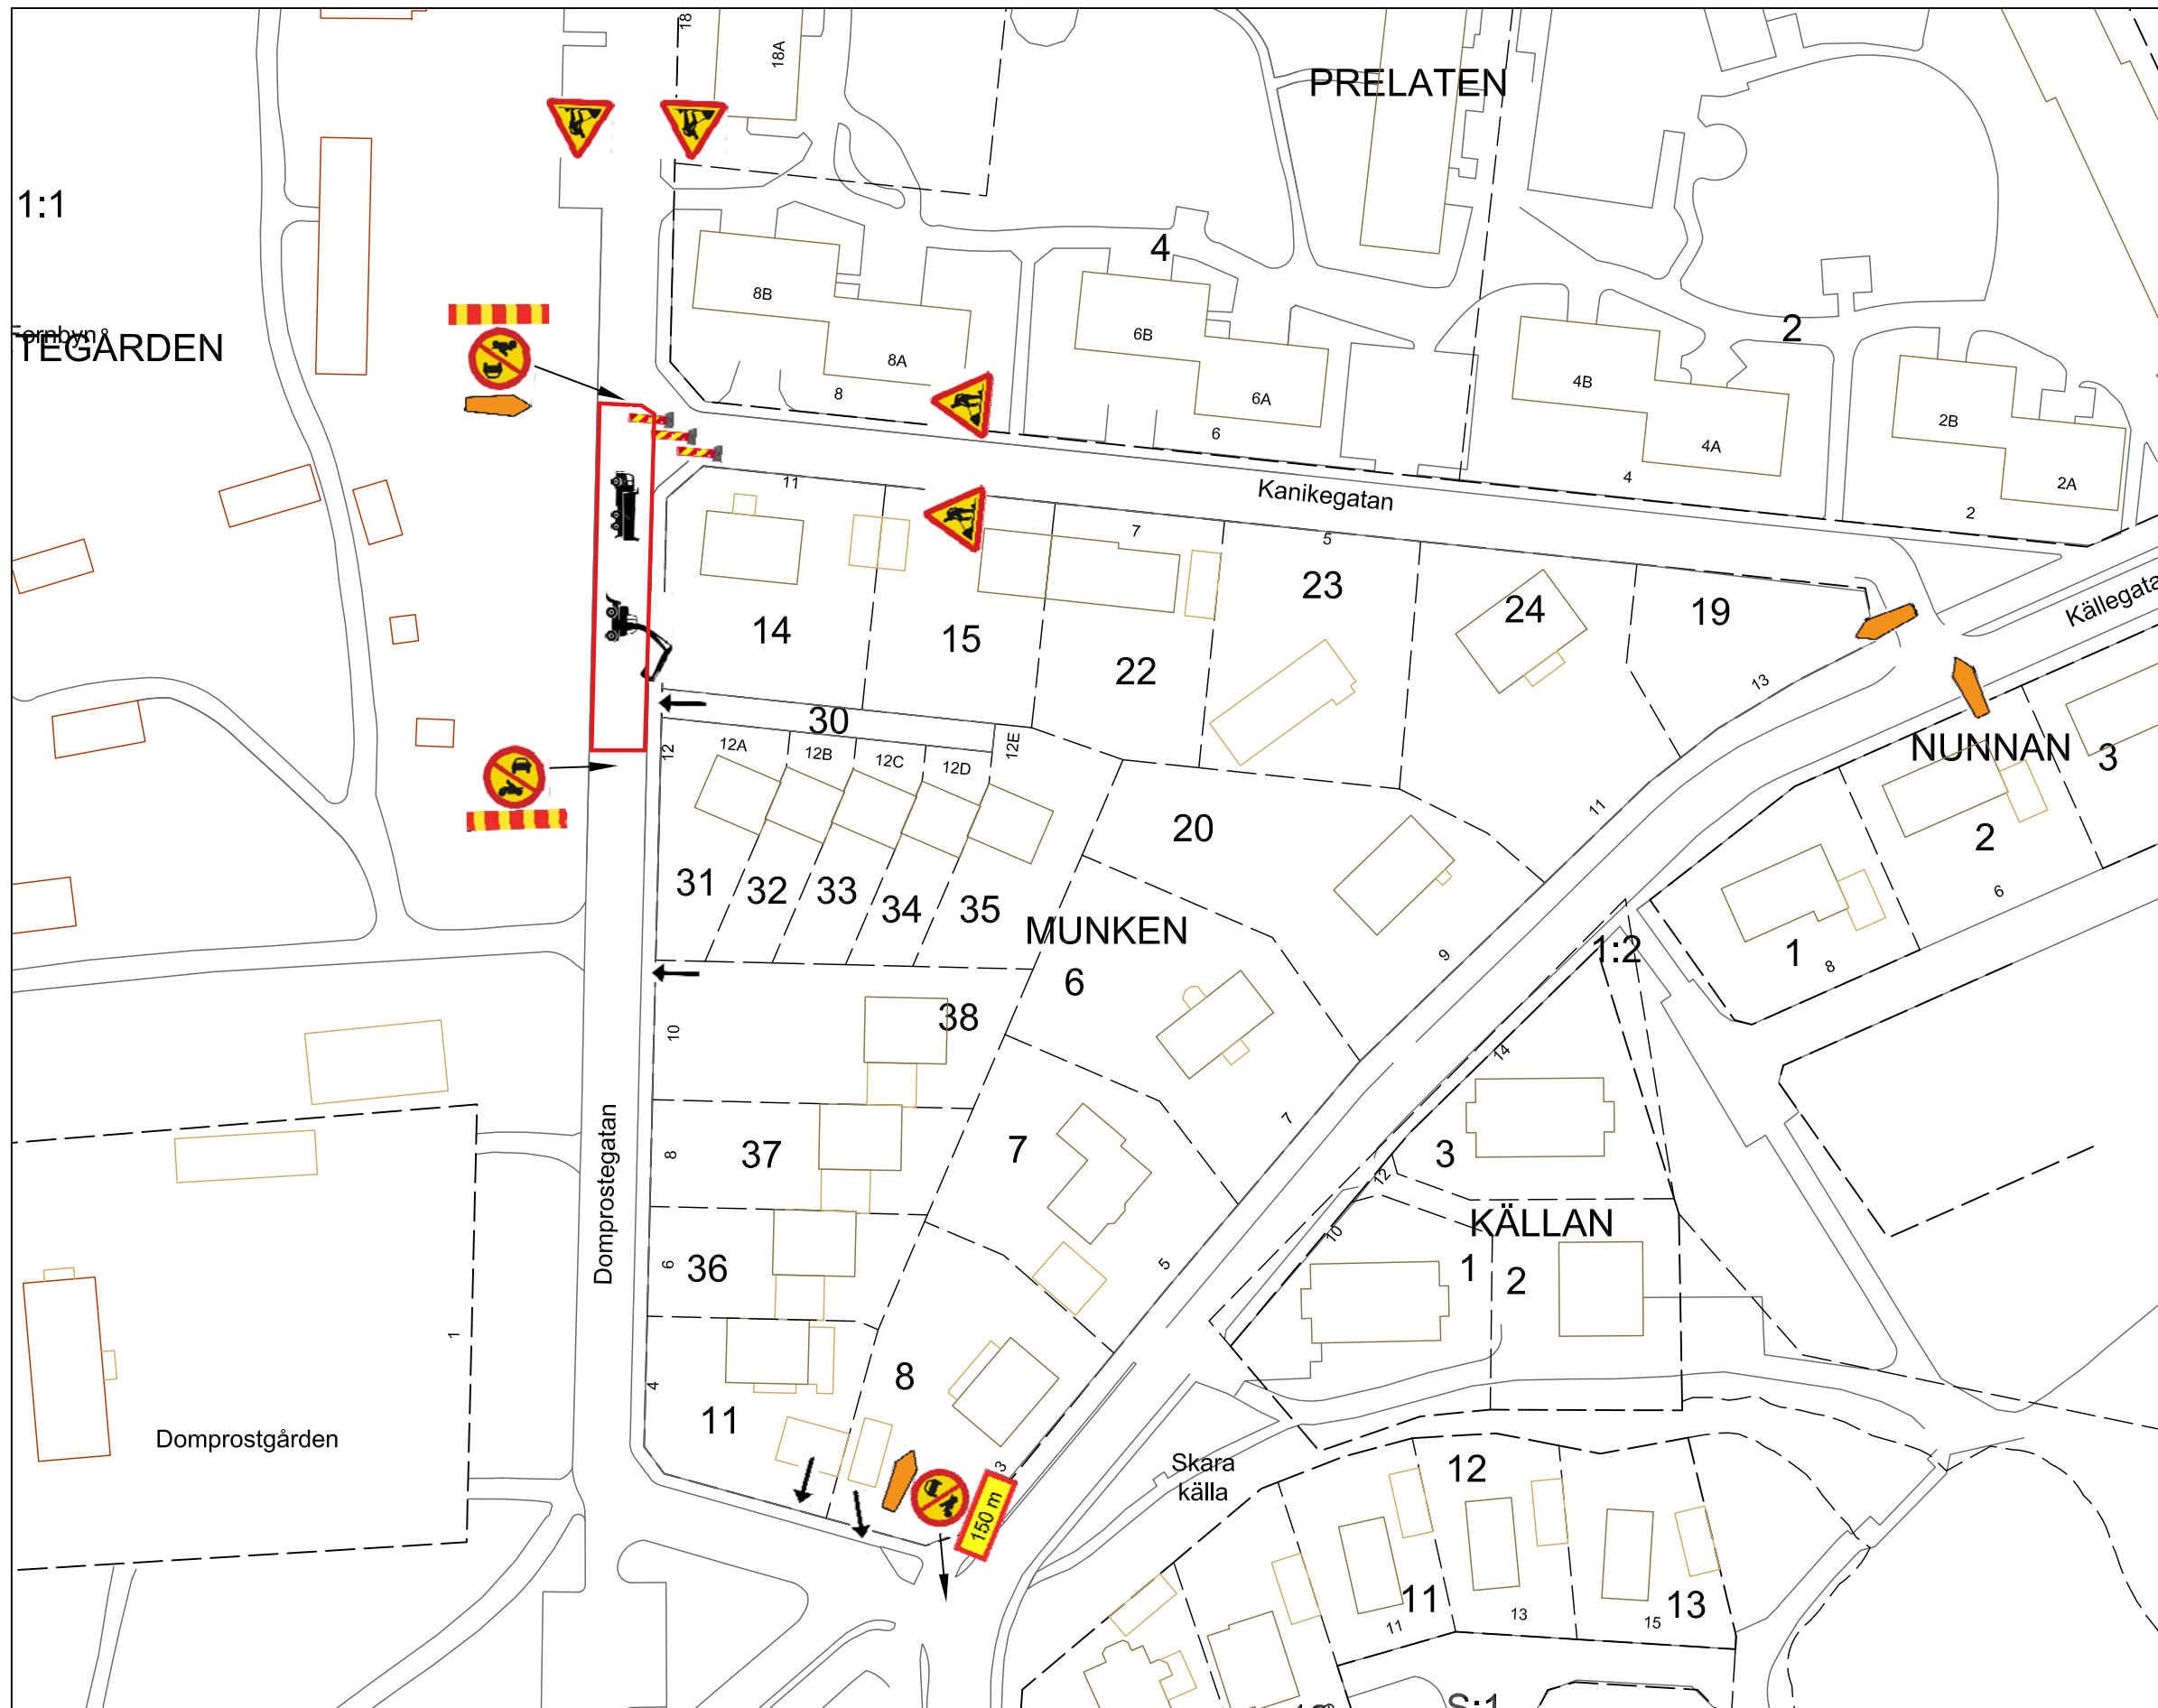 18
18A
PRELATEN
1:1
4
8B
6B
2
Fornbyn
TEGÅRDEN
8A
4B
8
6A
2B
6
4A
11
4
2A
Kanikegatan
2
7
5
23
24
19
Källegata
14
15
22
13
30
12
12A
12B
12C
12D
12E
NUNNAN
3
11
20
2
31
32
33
34
35
6
MUNKEN
1:2
9
1
8
6
38
10
14
7
37
8
7
3
12
Domprostegatan
KÄLLAN
10
36
6
5
1
2
1
8
4
11
Domprostgården
Skara
källa
3
12
150 m
11
11
13
15
13
S:1